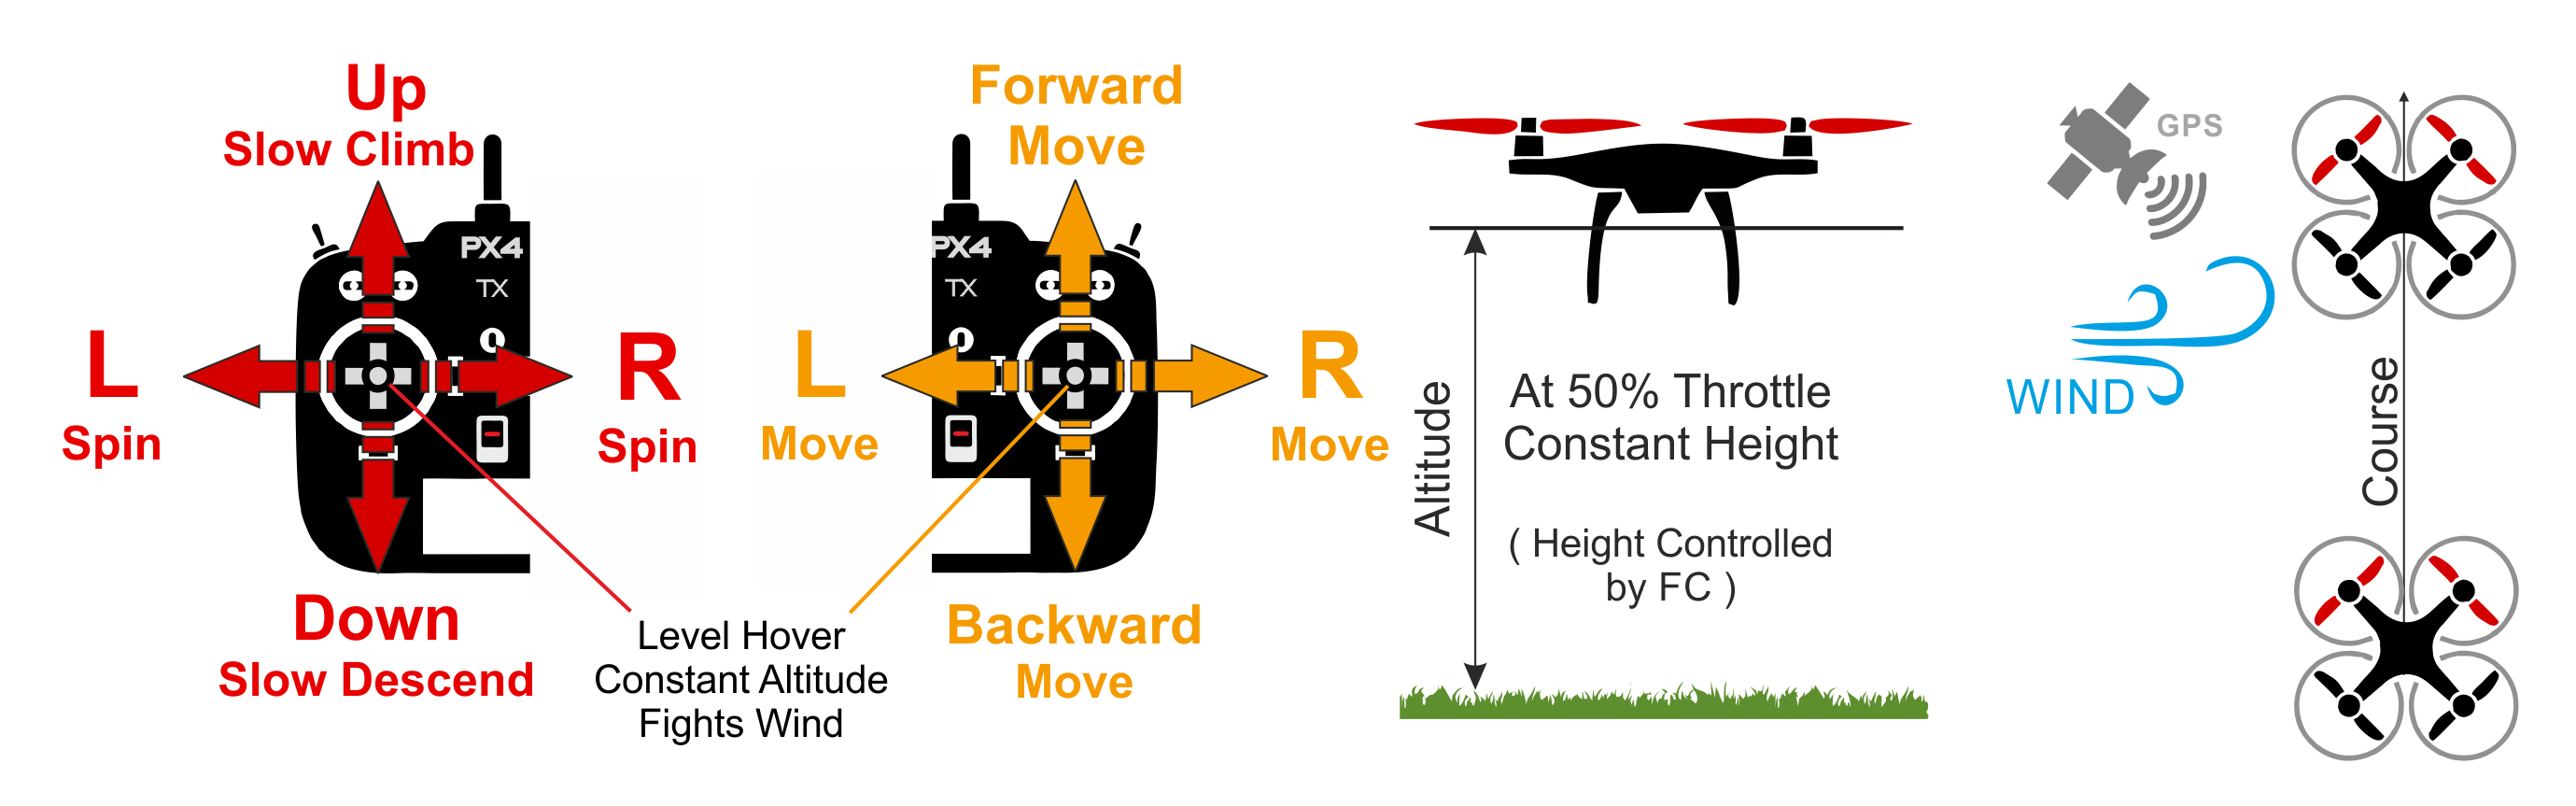 Up
Slow Climb
PX4
TX
L
Spin
R
Spin
Down
Slow Descend
Forward
Move
PX4
TX
L
Move
R
Move
Backward
Move
Level Hover
Constant Altitude
Fights Wind
Altitude
At 50% Throttle
Constant Height
( Height Controlled
by FC )
GPS
WIND
Course